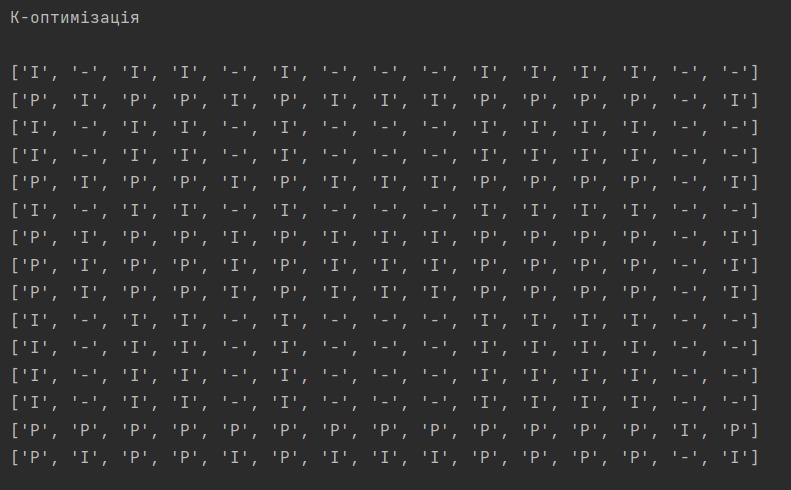 К-оптимізація
['I', '-', 'I', 'I', '-', 'I', '-', '-', '-', 'I', 'I', 'I', 'I', '-', '-']
['P', 'I', 'P', 'P', 'I', 'P', 'I', 'I', 'I', 'P', 'P', 'P', 'P', '-', 'I']
['I', '-', 'I', 'I', '-', 'I', '-', '-', '-', 'I', 'I', 'I', 'I', '-', '-']
['I', '-', 'I', 'I', '-', 'I', '-', '-', '-', 'I', 'I', 'I', 'I', '-', '-']
['P', 'I', 'P', 'P', 'I', 'P', 'I', 'I', 'I', 'P', 'P', 'P', 'P', '-', 'I']
['I', '-', 'I', 'I', '-', 'I', '-', '-', '-', 'I', 'I', 'I', 'I', '-', '-']
['P', 'I', 'P', 'P', 'I', 'P', 'I', 'I', 'I', 'P', 'P', 'P', 'P', '-', 'I']
['P', 'I', 'P', 'P', 'I', 'P', 'I', 'I', 'I', 'P', 'P', 'P', 'P', '-', 'I']
['P', 'I', 'P', 'P', 'I', 'P', 'I', 'I', 'I', 'P', 'P', 'P', 'P', '-', 'I']
['I', '-', 'I', 'I', '-', 'I', '-', '-', '-', 'I', 'I', 'I', 'I', '-', '-']
['I', '-', 'I', 'I', '-', 'I', '-', '-', '-', 'I', 'I', 'I', 'I', '-', '-']
['I', '-', 'I', 'I', '-', 'I', '-', '-', '-', 'I', 'I', 'I', 'I', '-', '-']
['I', '-', 'I', 'I', '-', 'I', '-', '-', '-', 'I', 'I', 'I', 'I', '-', '-']
['P', 'P', 'P', 'P', 'P', 'P', 'P', 'P', 'P', 'P', 'P', 'P', 'P', 'I', 'P']
['P', 'I', 'P', 'P', 'I', 'P', 'I', 'I', 'I', 'P', 'P', 'P', 'P', '-', 'I']